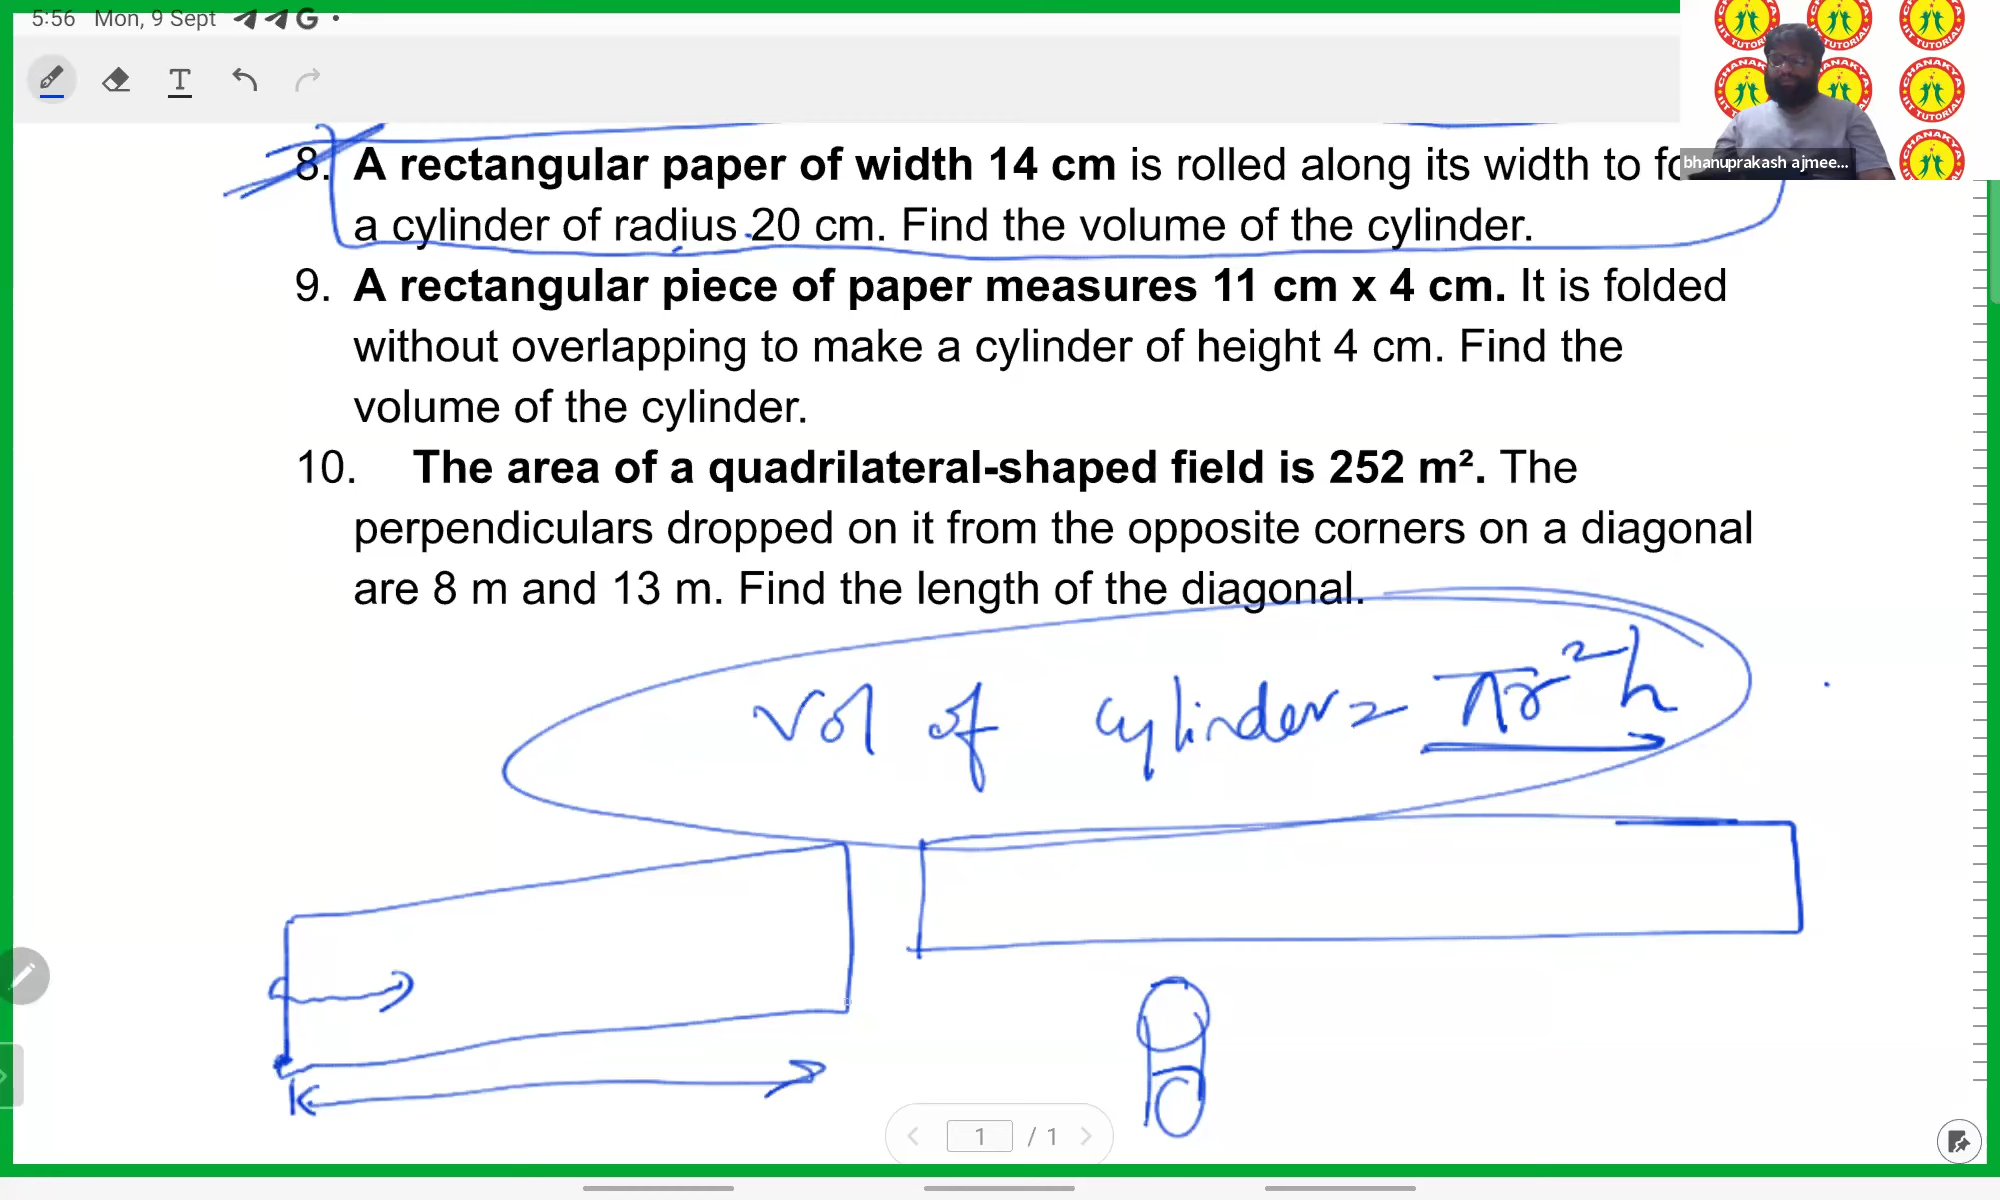 5:56 Mon, 9 Sept G
T
CHANAKYA
IIT TUTORIAL
bhanuprakash ajmee...
8. A rectangular paper of width 14 cm is rolled along its width to fo
a cylinder of radius 20 cm. Find the volume of the cylinder.
9. A rectangular piece of paper measures 11 cm x 4 cm. It is folded
without overlapping to make a cylinder of height 4 cm. Find the
volume of the cylinder.
10. The area of a quadrilateral-shaped field is 252 m². The
perpendiculars dropped on it from the opposite corners on a diagonal
are 8 m and 13 m. Find the length of the diagonal.
Vol of cylinder = πr²h
1 / 1